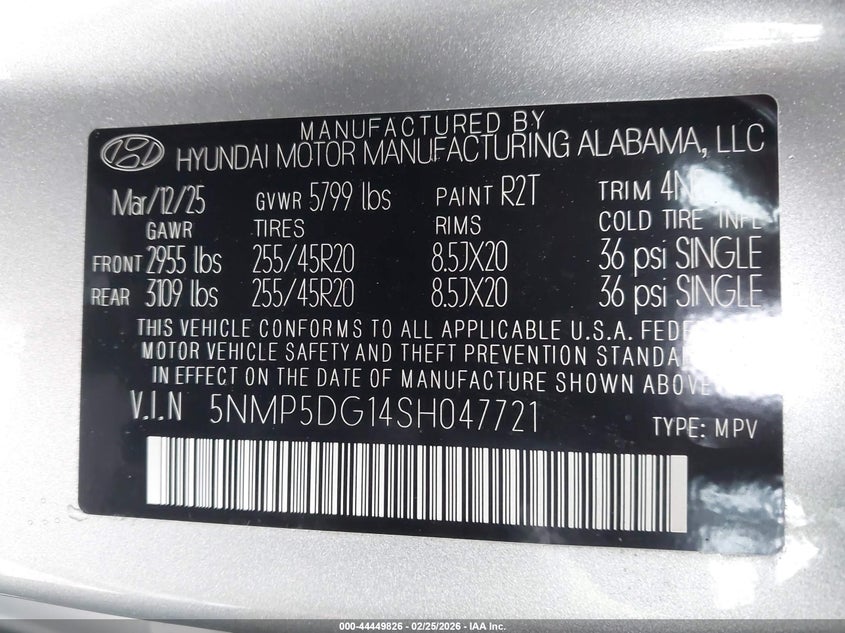 MANUFACTURED BY
HYUNDAI MOTOR MANUFACTURING ALABAMA, LLC
Mar/12/25 GVWR 5799 lbs PAINT R2T TRIM
GAWR TIRES RIMS COLD TIRE
FRONT 2955 lbs 255/45R20 8.5JX20 36 psi SINGLE
REAR 3109 lbs 255/45R20 8.5JX20 36 psi SINGLE
THIS VEHICLE CONFORMS TO ALL APPLICABLE U.S.A.
MOTOR VEHICLE SAFETY AND THEFT PREVENTION
IN EFFECT ON THE DATE OF MANUFACTURE SHOWN ABOVE
V.I.N 5NMP5DG14SH047721 TYPE: MPV
000-44449826 - 02/25/2026 - IAA Inc.